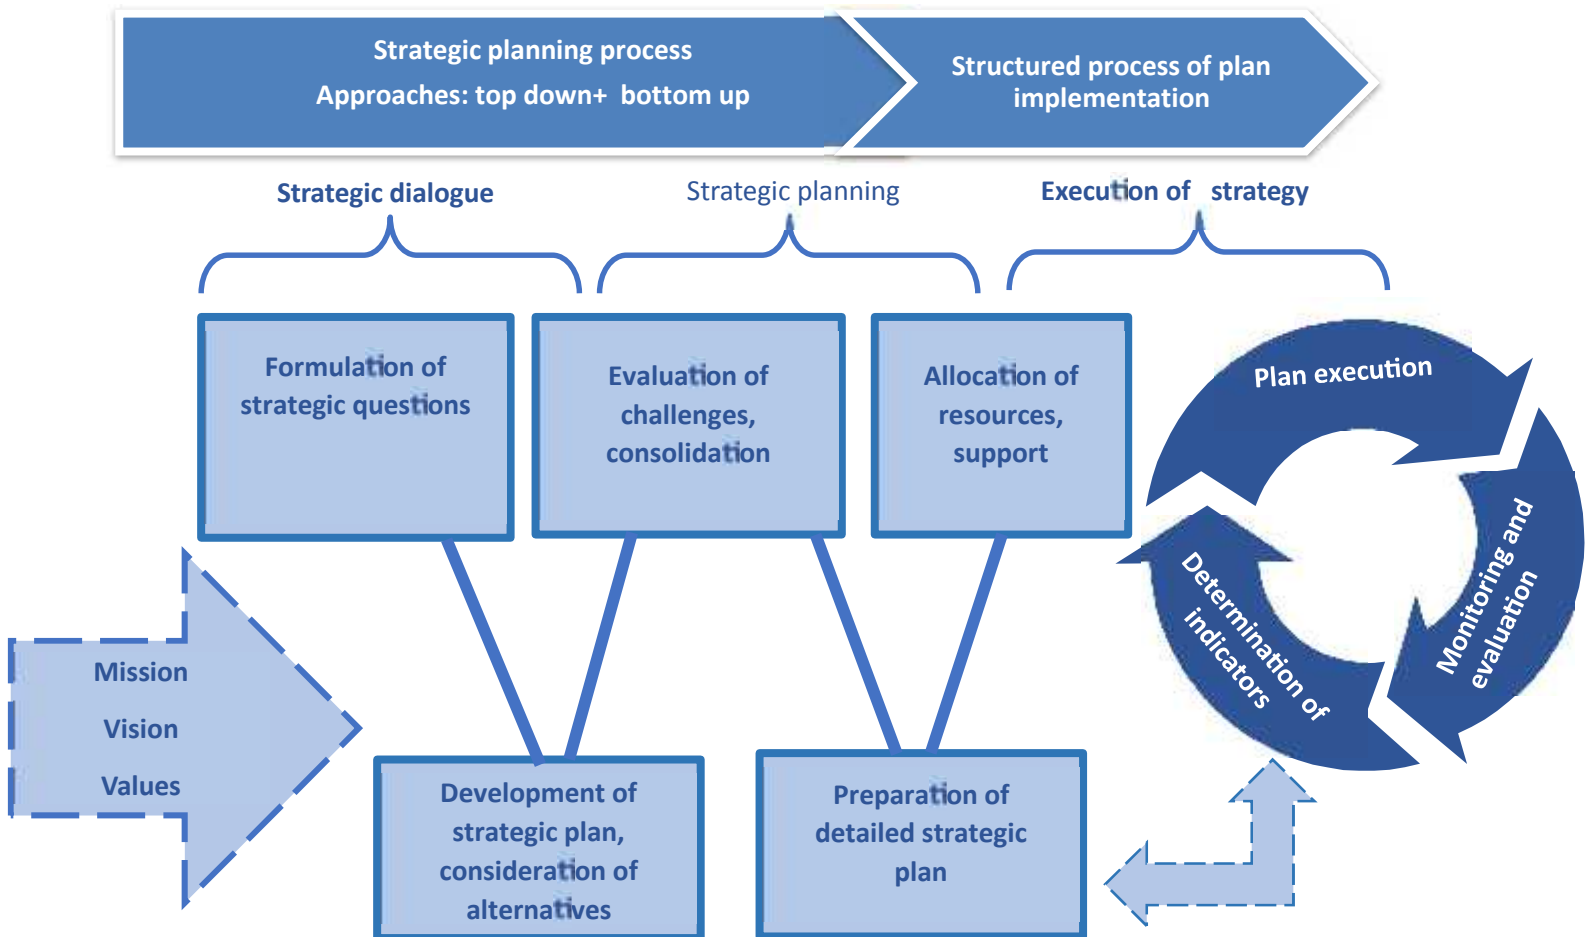 Strategic planning process
Approaches: top down+ bottom up
Structured process of plan
implementation
Strategic dialogue
Strategic planning
Execution of strategy
Formulation of
strategic questions
Evaluation of
challenges,
consolidation
Allocation of
resources,
support
Plan execution
Monitoring and
evaluation
Determination of
indicators
Mission
Vision
Values
Development of
strategic plan,
consideration of
alternatives
Preparation of
detailed strategic
plan